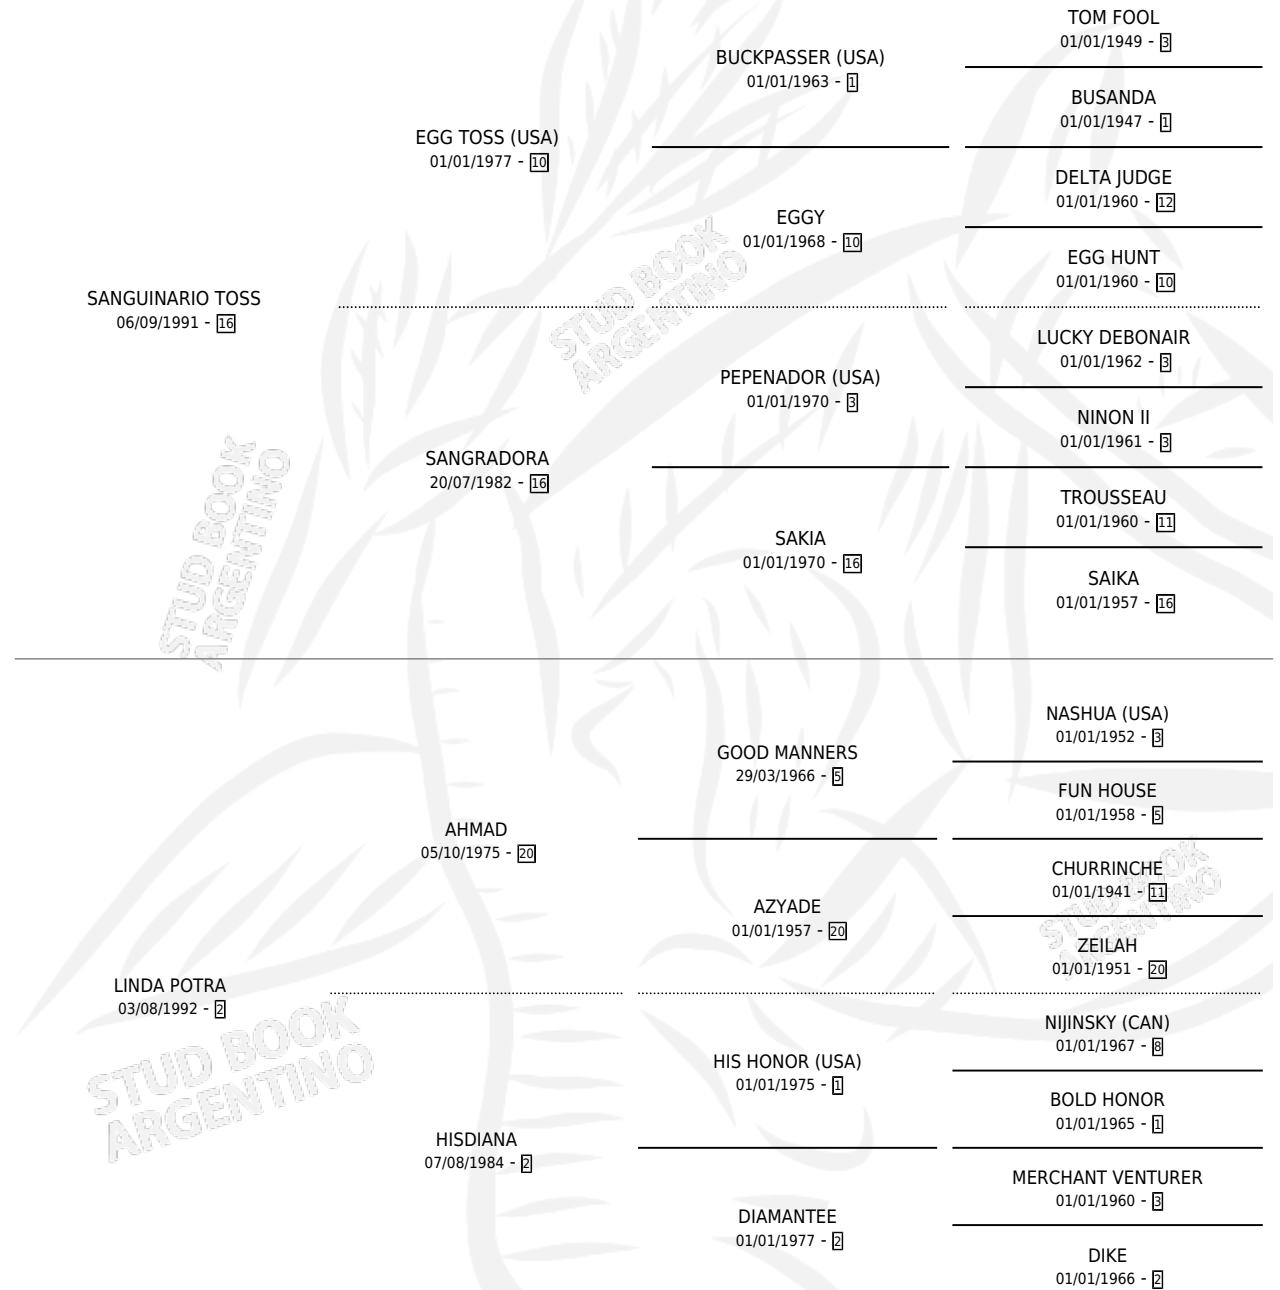 TOM FOOL
01/01/1949 - 3
BUCKPASSER (USA)
01/01/1963 - 1
BUSANDA
01/01/1947 - 1
EGG TOSS (USA)
01/01/1977 - 10
DELTA JUDGE
01/01/1960 - 12
EGGY
01/01/1968 - 10
EGG HUNT
01/01/1960 - 10
SANGUINARIO TOSS
06/09/1991 - 16
STUD BOOK
ARGENTINO
LUCKY DEBONAIR
01/01/1962 - 3
PEPENADOR (USA)
01/01/1970 - 3
NINON II
01/01/1961 - 3
SANGRADORA
20/07/1982 - 16
TROUSSEAU
01/01/1960 - 11
SAKIA
01/01/1970 - 16
SAIKA
01/01/1957 - 16
STUD BOOK
ARGENTINO
NASHUA (USA)
01/01/1952 - 3
GOOD MANNERS
29/03/1966 - 5
FUN HOUSE
01/01/1958 - 5
AHMAD
05/10/1975 - 20
CHURRINCHE
01/01/1941 - 11
AZYADE
01/01/1957 - 20
STUD BOOK
ARGENTINO
ZEILAH
01/01/1951 - 20
LINDA POTRA
03/08/1992 - 2
STUD BOOK
ARGENTINO
NIJINSKY (CAN)
01/01/1967 - 8
HIS HONOR (USA)
01/01/1975 - 1
BOLD HONOR
01/01/1965 - 1
HISDIANA
07/08/1984 - 2
MERCHANT VENTURER
01/01/1960 - 3
DIAMANTEE
01/01/1977 - 2
DIKE
01/01/1966 - 2